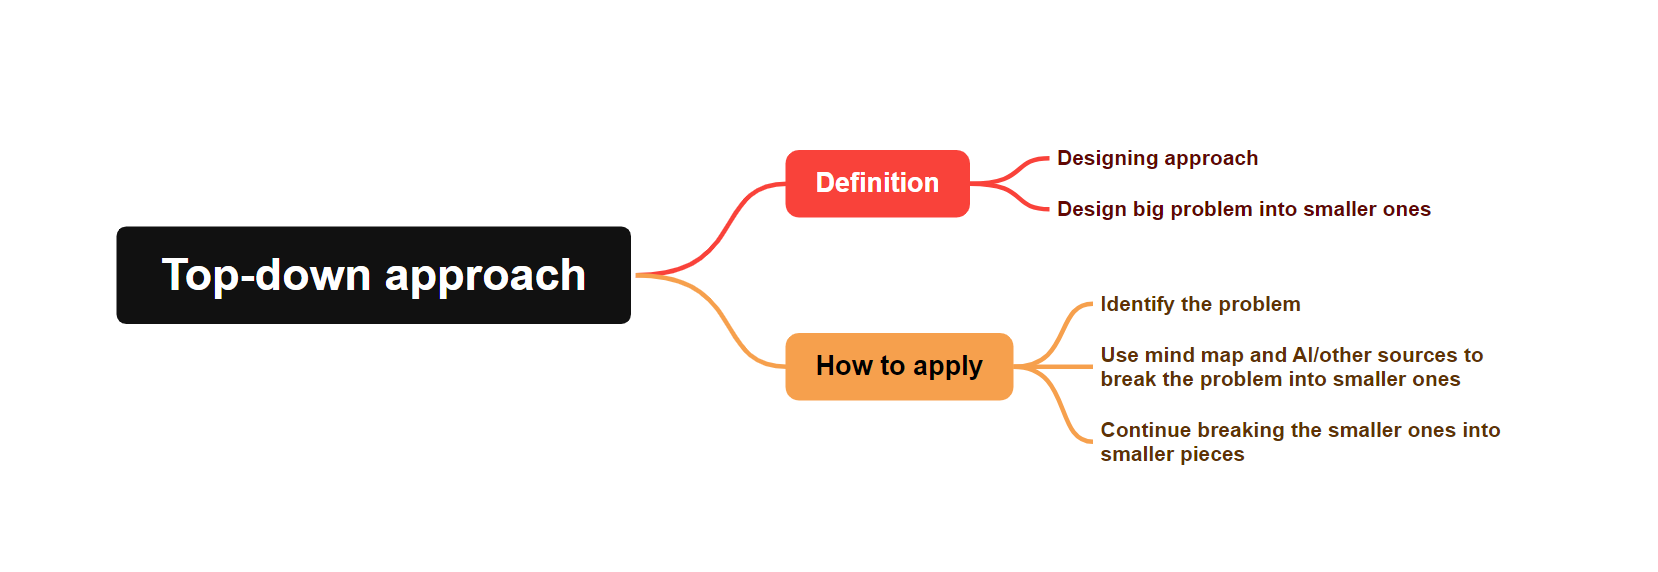 Top-down approach
Definition
Designing approach
Design big problem into smaller ones
How to apply
Identify the problem
Use mind map and AI/other sources to
break the problem into smaller ones
Continue breaking the smaller ones into
smaller pieces